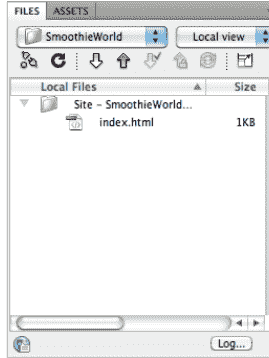 FILES ASSETS
SmoothieWorld Local view
Local Files Size
Site - SmoothieWorld...
index.html 1KB
Log...